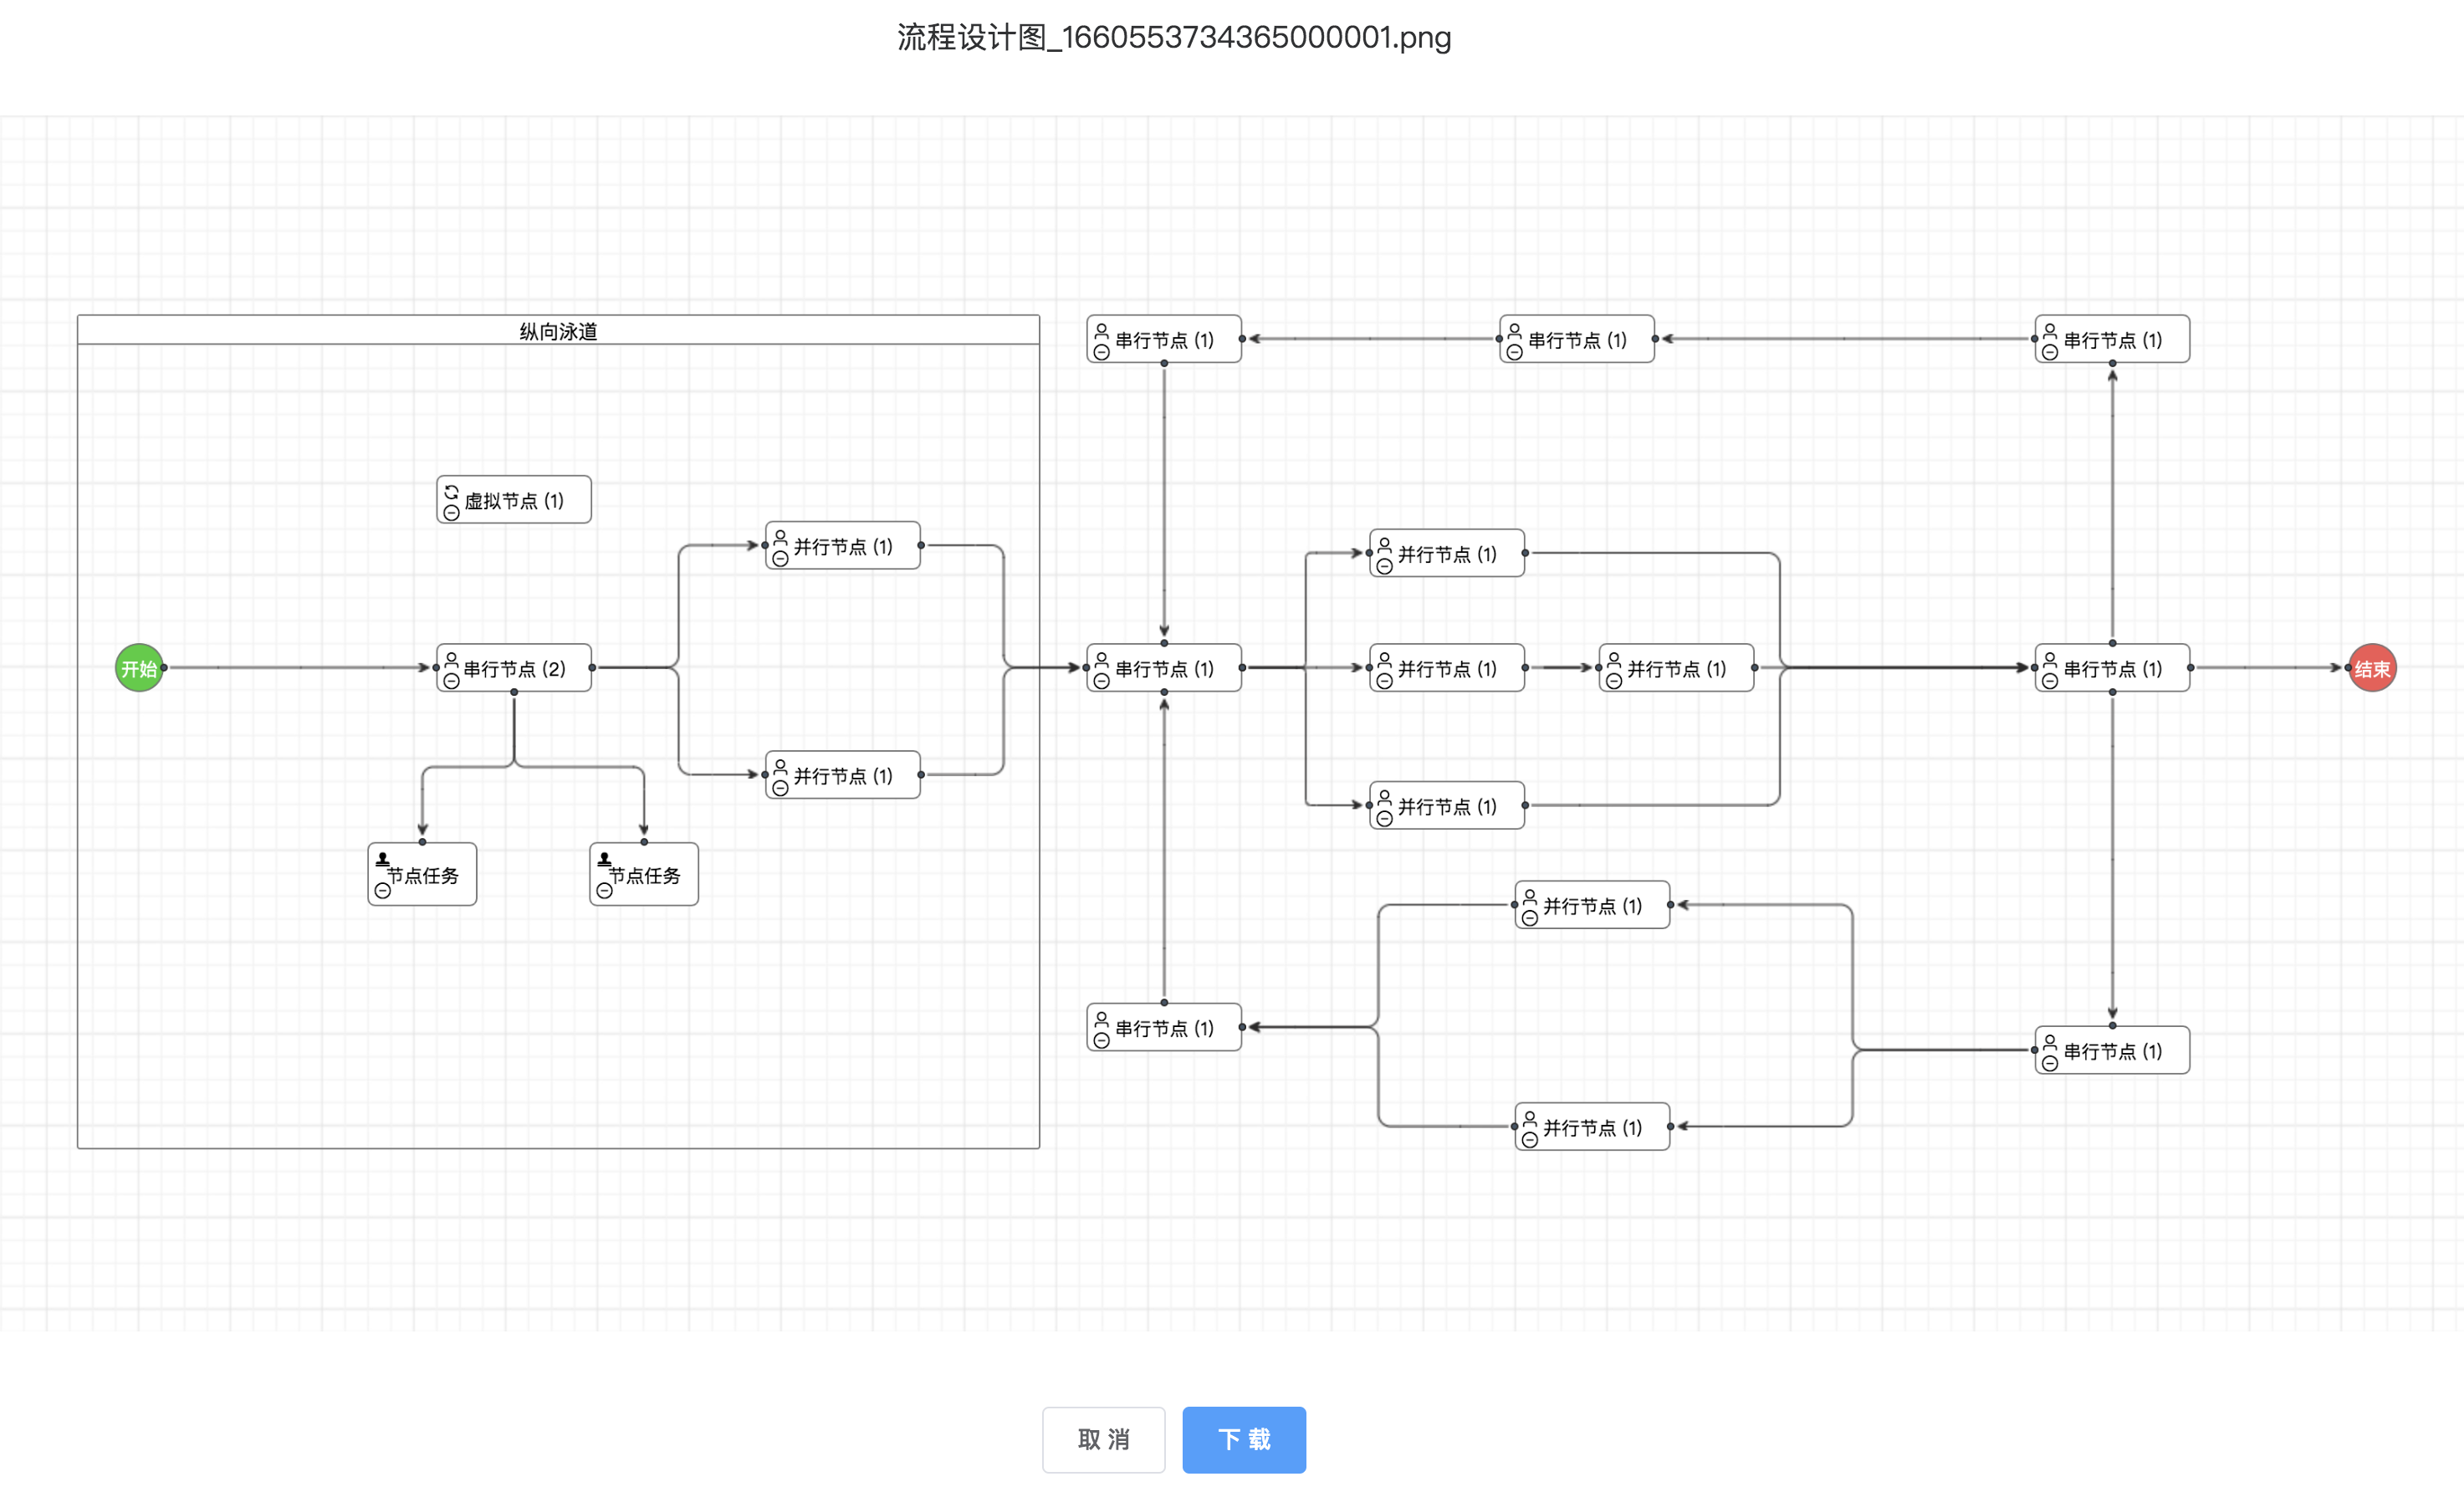 流程设计图_1660553734365000001.png
纵向泳道
串行节点 (1)
串行节点 (1)
串行节点 (1)
虚拟节点 (1)
并行节点 (1)
并行节点 (1)
开始
串行节点 (2)
串行节点 (1)
并行节点 (1)
并行节点 (1)
串行节点 (1)
结束
并行节点 (1)
并行节点 (1)
节点任务
节点任务
并行节点 (1)
串行节点 (1)
串行节点 (1)
并行节点 (1)
取消
下载